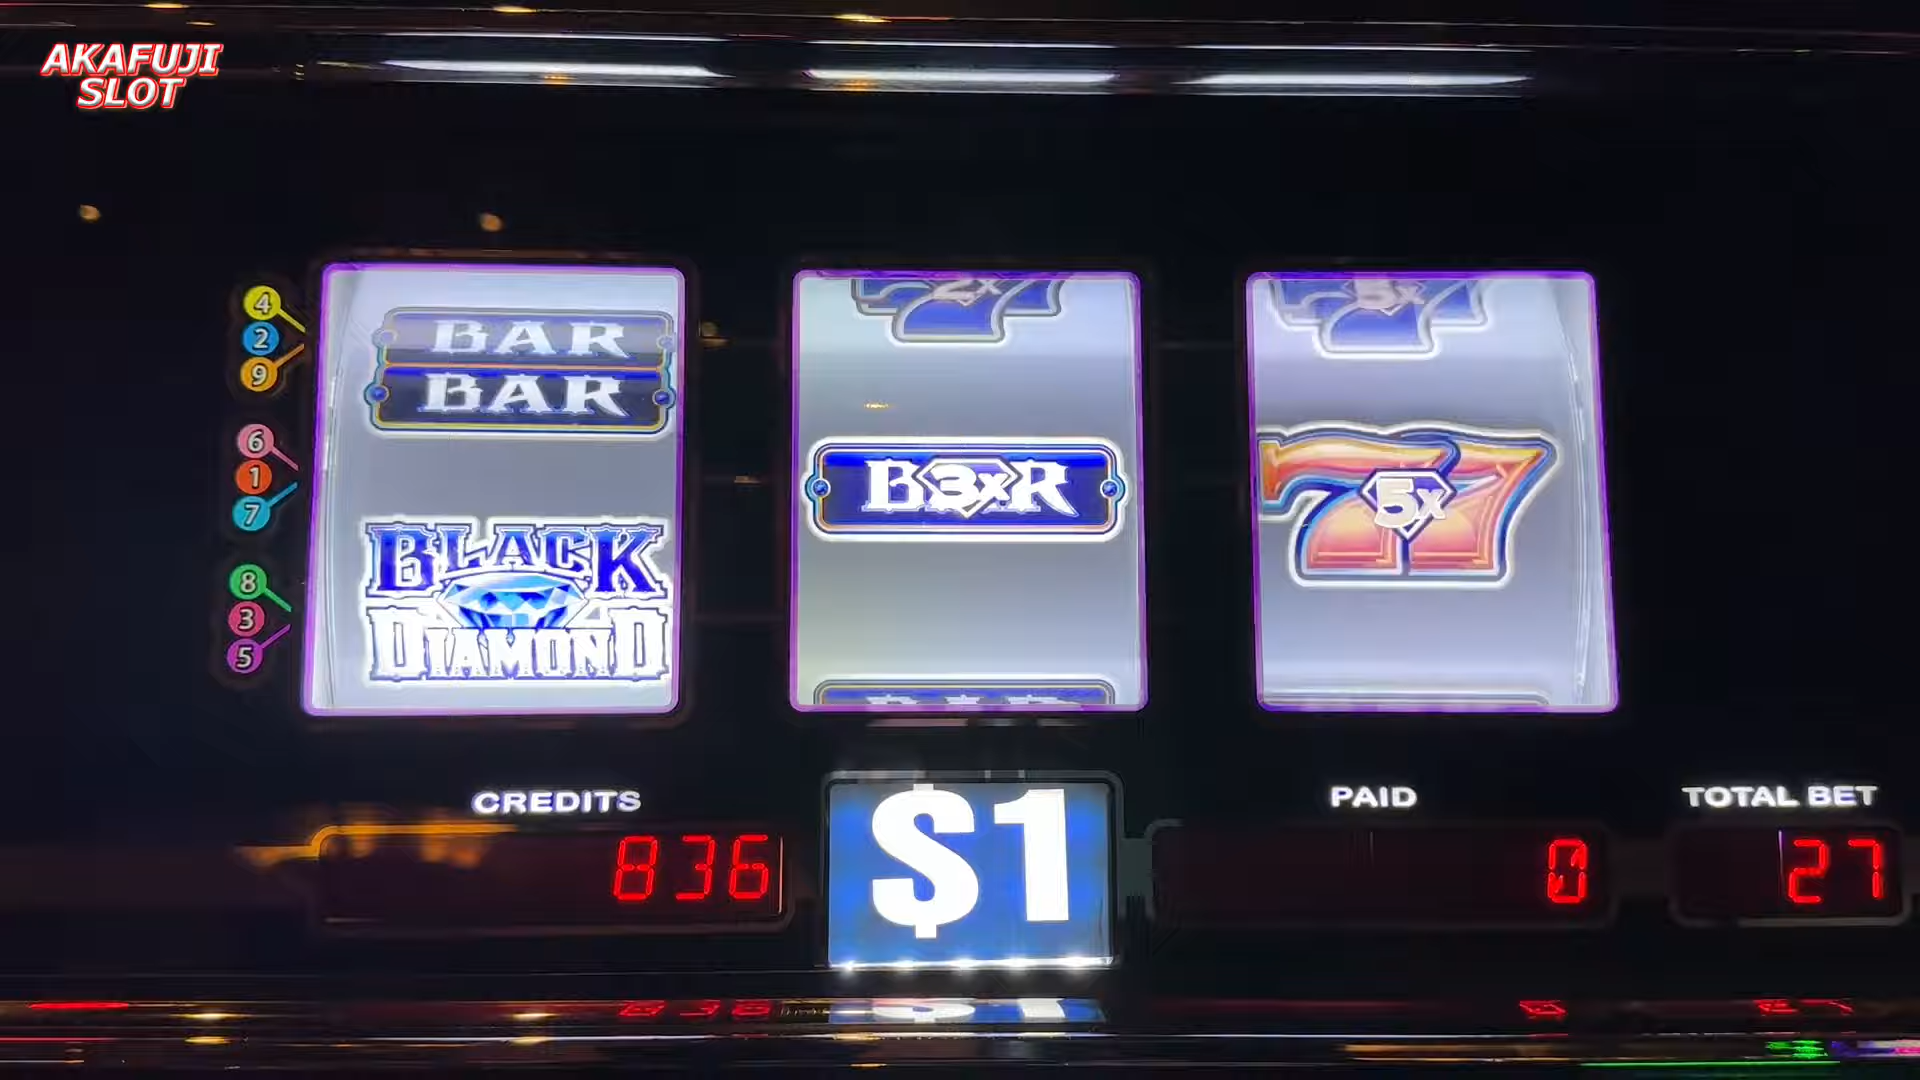 AKAFUJI
SLOT
2x
5x
4
2
9
BAR
BAR
6
1
7
B3xR
77
5x
BLACK
DIAMOND
8
3
5
CREDITS
836
$1
PAID
0
TOTAL BET
27